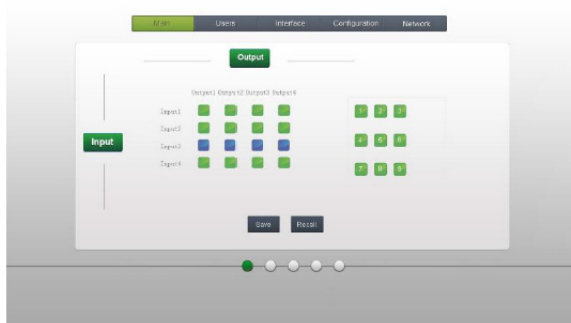 Main Users Interface Configuration Network
Output
Output1 Output2 Output3 Output4
Input1
1 2 3
Input2
Input
4 5 6
Input3
Input4
7 8 9
Save Recall